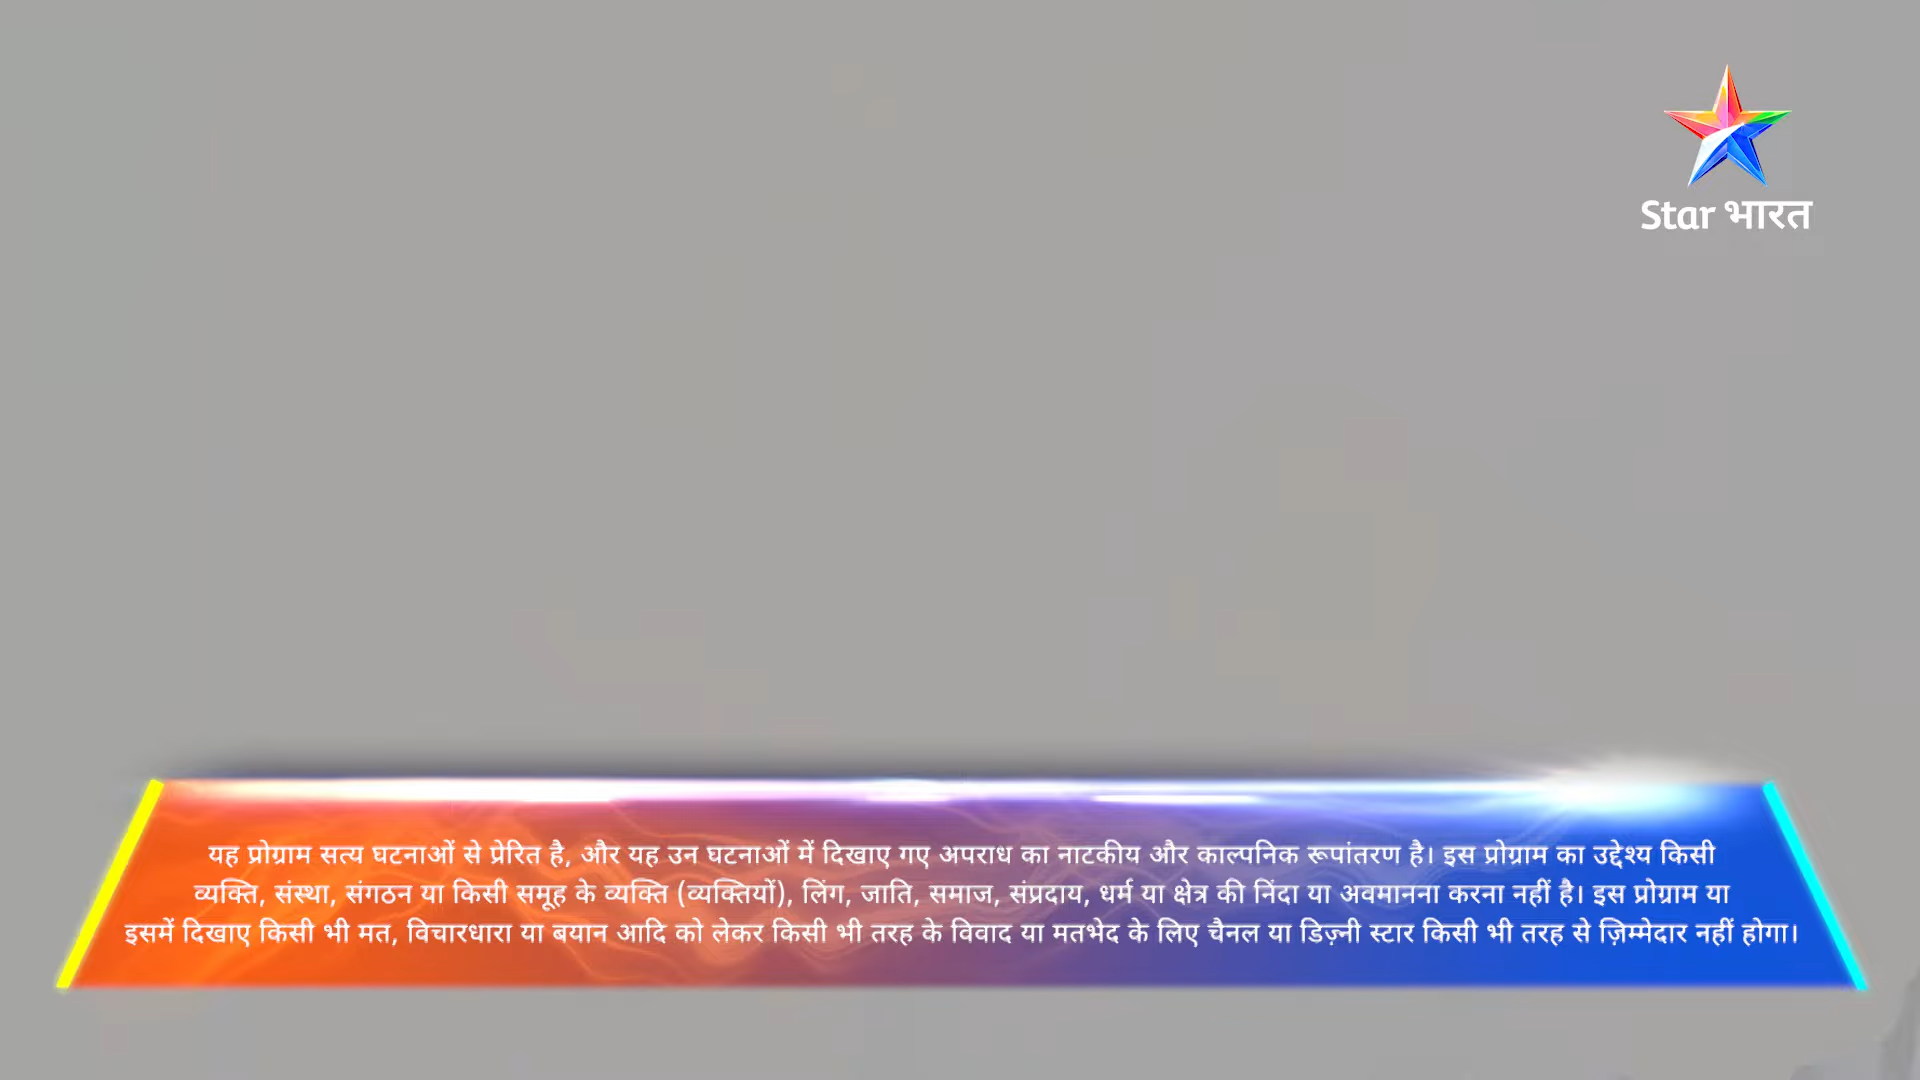 Star भारत
यह प्रोग्राम सत्य घटनाओं से प्रेरित है, और यह उन घटनाओं में दिखाए गए अपराध का नाटकीय और काल्पनिक रूपांतरण है। इस प्रोग्राम का उद्देश्य किसी
व्यक्ति, संस्था, संगठन या किसी समूह के व्यक्ति (व्यक्तियों), लिंग, जाति, समाज, संप्रदाय, धर्म या क्षेत्र की निंदा या अवमानना करना नहीं है। इस प्रोग्राम या
इसमें दिखाए किसी भी मत, विचारधारा या बयान आदि को लेकर किसी भी तरह के विवाद या मतभेद के लिए चैनल या डिज़्नी स्टार किसी भी तरह से ज़िम्मेदार नहीं होगा।